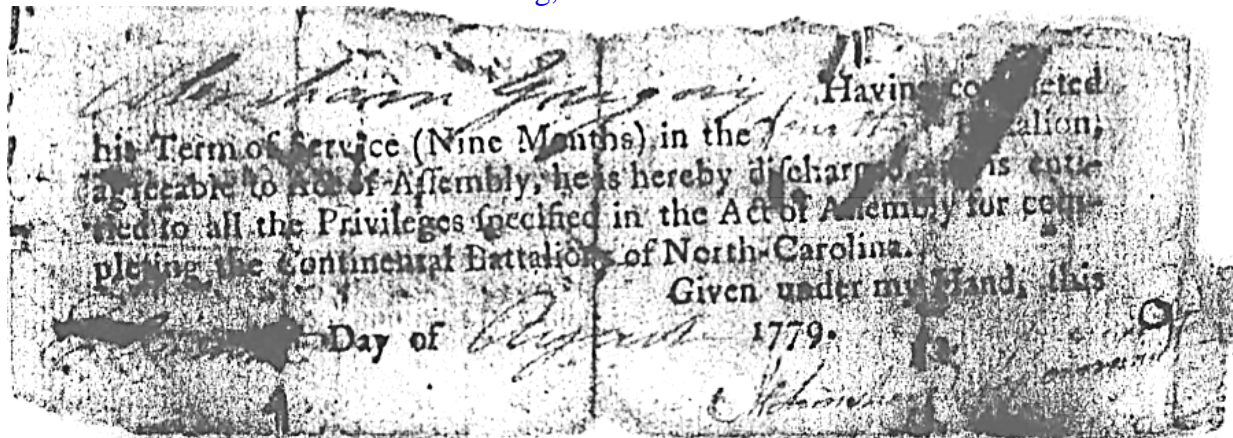 Having completed
his Term of Service (Nine Months) in the Battalion,
agreeable to Act of Assembly, he is hereby discharged and is enti-
tled to all the Privileges specified in the Act of Assembly for com-
pleting the Continental Battalions of North-Carolina.
Given under my Hand, this
Day of August 1779.